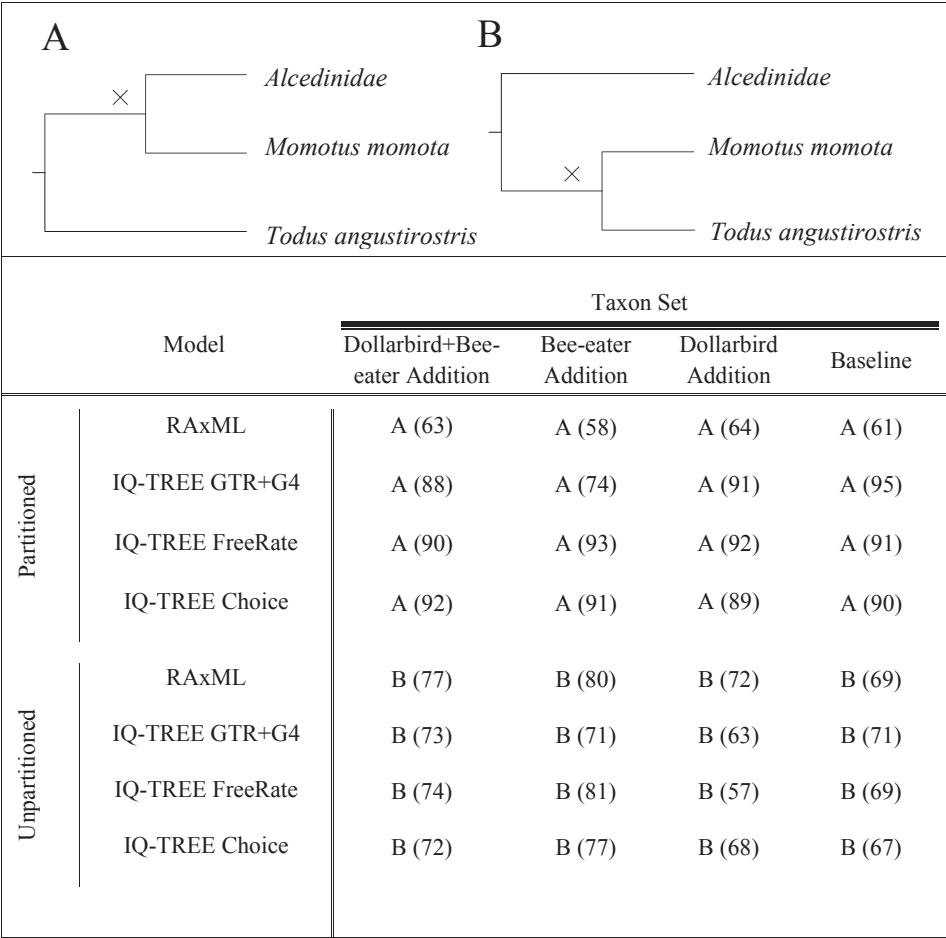 A
B
Alcedinidae
Alcedinidae
×
Momotus momota
Momotus momota
×
Todus angustirostris
Todus angustirostris
Taxon Set
Model
Dollarbird+Bee-
eater Addition
Bee-eater
Addition
Dollarbird
Addition
Baseline
Partitioned
RAxML A (63) A (58) A (64) A (61)
IQ-TREE GTR+G4 A (88) A (74) A (91) A (95)
IQ-TREE FreeRate A (90) A (93) A (92) A (91)
IQ-TREE Choice A (92) A (91) A (89) A (90)
Unpartitioned
RAxML B (77) B (80) B (72) B (69)
IQ-TREE GTR+G4 B (73) B (71) B (63) B (71)
IQ-TREE FreeRate B (74) B (81) B (57) B (69)
IQ-TREE Choice B (72) B (77) B (68) B (67)